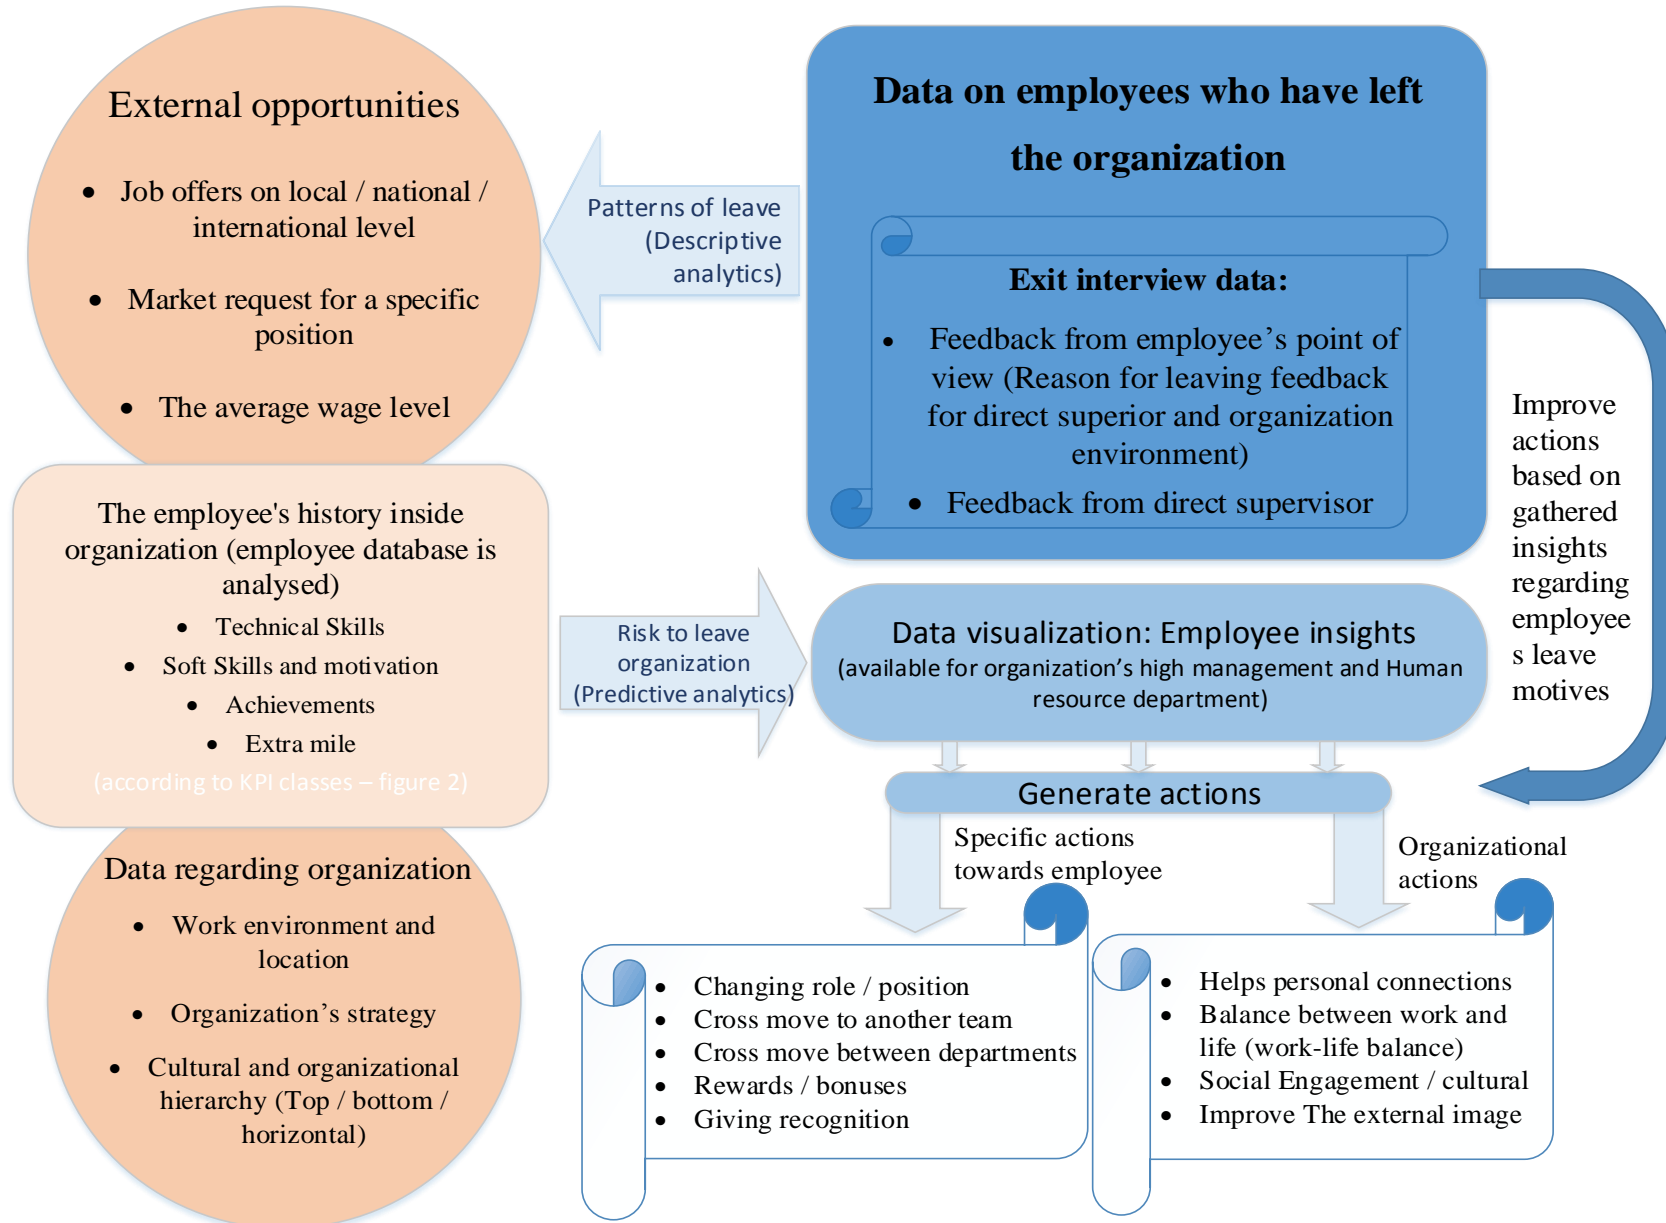 External opportunities
• Job offers on local / national /
international level
• Market request for a specific
position
• The average wage level
Patterns of leave
(Descriptive
analytics)
Data on employees who have left
the organization
Exit interview data:
• Feedback from employee’s point of
view (Reason for leaving feedback
for direct superior and organization
environment)
• Feedback from direct supervisor
Improve
actions
based on
gathered
insights
regarding
employee
s leave
motives
The employee's history inside
organization (employee database is
analysed)
• Technical Skills
• Soft Skills and motivation
• Achievements
• Extra mile
(according to KPI classes – figure 2)
Risk to leave
organization
(Predictive analytics)
Data visualization: Employee insights
(available for organization’s high management and Human
resource department)
Generate actions
Specific actions
towards employee
Organizational
actions
Data regarding organization
• Work environment and
location
• Organization’s strategy
• Cultural and organizational
hierarchy (Top / bottom /
horizontal)
• Changing role / position
• Cross move to another team
• Cross move between departments
• Rewards / bonuses
• Giving recognition
• Helps personal connections
• Balance between work and
life (work-life balance)
• Social Engagement / cultural
• Improve The external image